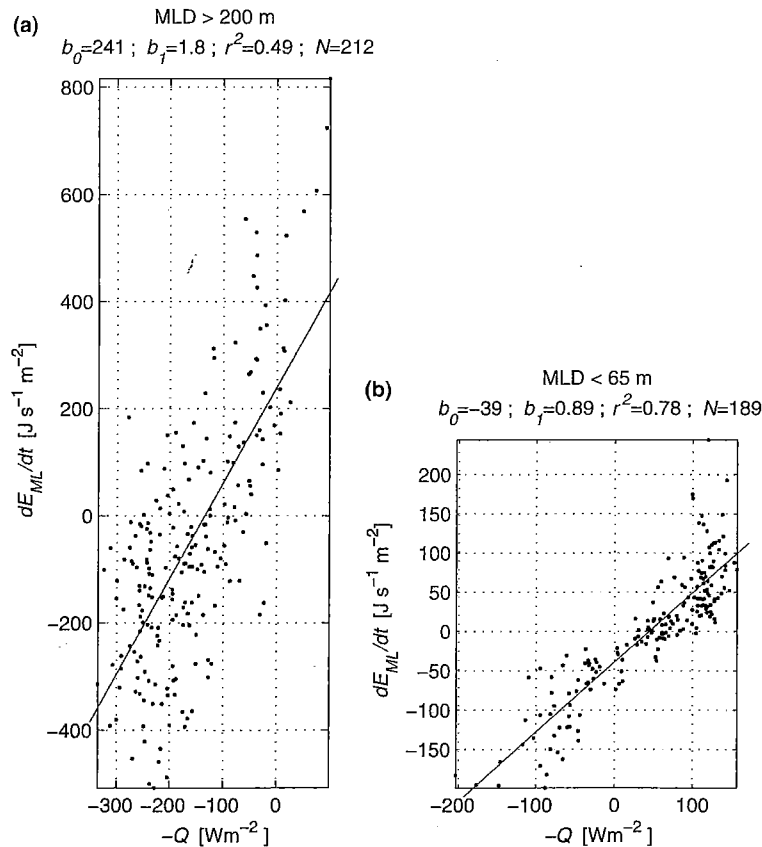 (a)
MLD > 200 m
b₀=241 ; b₁=1.8 ; r²=0.49 ; N=212
800
600
400
200
0
−200
−400
dE_ML/dt [J s⁻¹ m⁻²]
−300 −200 −100 0
−Q [Wm⁻²]
(b)
MLD < 65 m
b₀=−39 ; b₁=0.89 ; r²=0.78 ; N=189
200
150
100
50
0
−50
−100
−150
dE_ML/dt [J s⁻¹ m⁻²]
−200 −100 0 100
−Q [Wm⁻²]